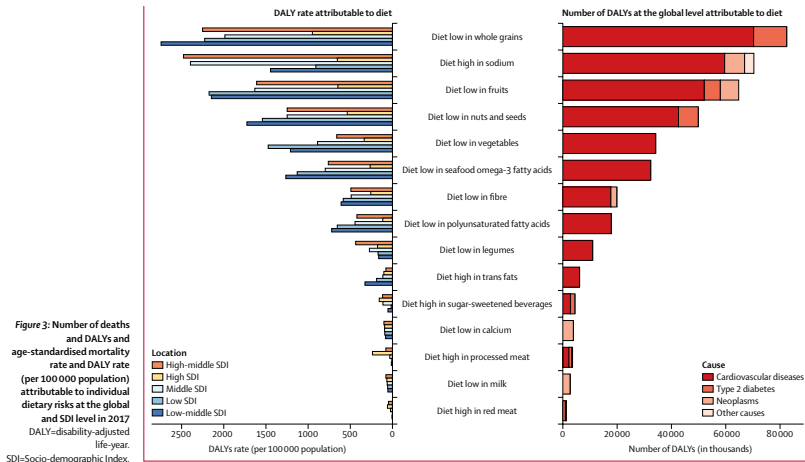 DALY rate attributable to diet
Number of DALYs at the global level attributable to diet
Diet low in whole grains
Diet high in sodium
Diet low in fruits
Diet low in nuts and seeds
Diet low in vegetables
Diet low in seafood omega-3 fatty acids
Diet low in fibre
Diet low in polyunsaturated fatty acids
Diet low in legumes
Diet high in trans fats
Diet high in sugar-sweetened beverages
Diet low in calcium
Diet high in processed meat
Diet low in milk
Diet high in red meat
Location
High-middle SDI
High SDI
Middle SDI
Low SDI
Low-middle SDI
Cause
Cardiovascular diseases
Type 2 diabetes
Neoplasms
Other causes
2500 2000 1500 1000 500 0
DALYs rate (per 100 000 population)
0 20 000 40 000 60 000 80 000
Number of DALYs (in thousands)
Figure 3: Number of deaths
and DALYs and
age-standardised mortality
rate and DALY rate
(per 100 000 population)
attributable to individual
dietary risks at the global
and SDI level in 2017
DALY=disability-adjusted
life-year.
SDI=Socio-demographic Index.